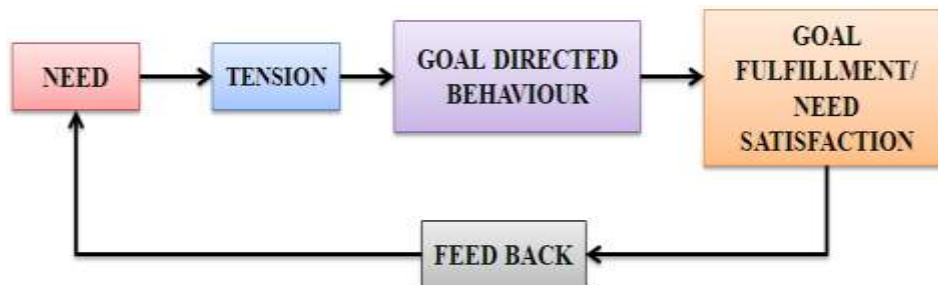 NEED
TENSION
GOAL DIRECTED
BEHAVIOUR
GOAL
FULFILLMENT/
NEED
SATISFACTION
FEED BACK